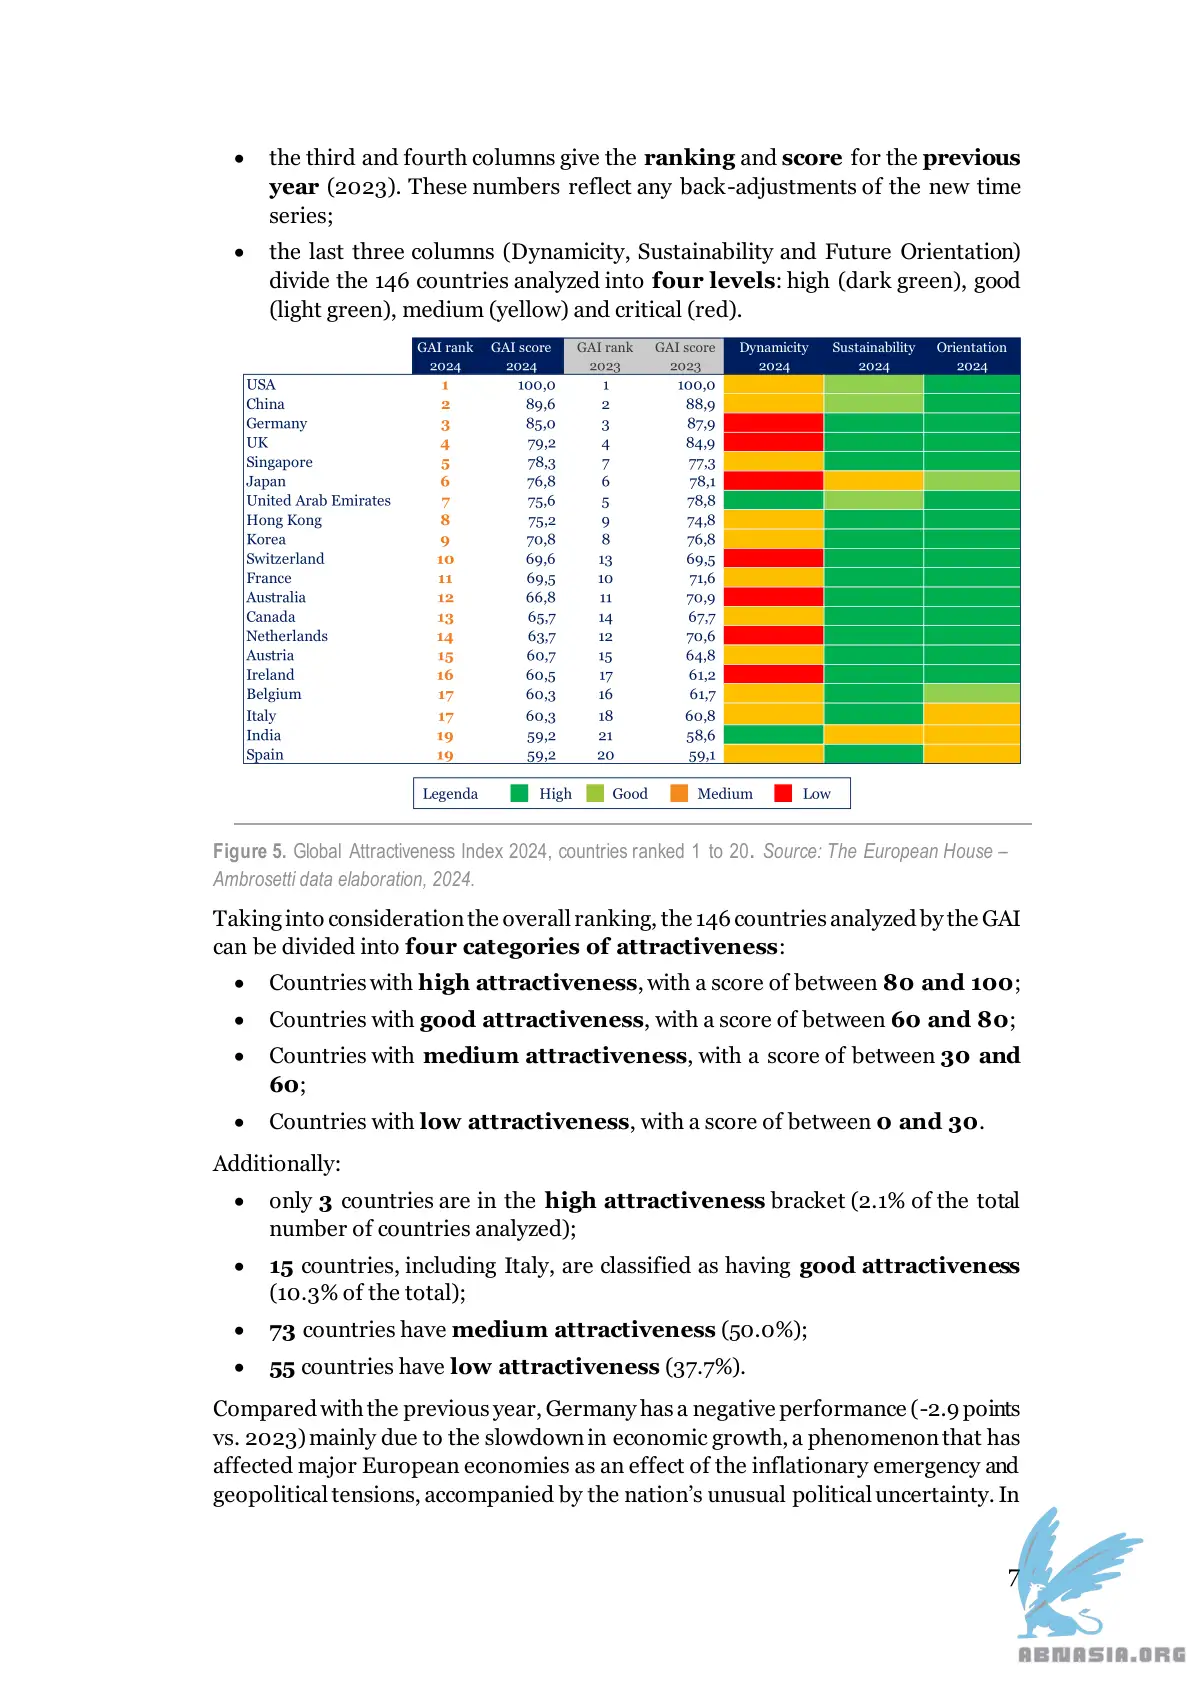 • the third and fourth columns give the ranking and score for the previous
year (2023). These numbers reflect any back-adjustments of the new time
series;
• the last three columns (Dynamicity, Sustainability and Future Orientation)
divide the 146 countries analyzed into four levels: high (dark green), good
(light green), medium (yellow) and critical (red).
GAI rank 2024 GAI score 2024 GAI rank 2023 GAI score 2023 Dynamicity 2024 Sustainability 2024 Orientation 2024
USA 1 100,0 1 100,0
China 2 89,6 2 88,9
Germany 3 85,0 3 87,9
UK 4 79,2 4 84,9
Singapore 5 78,3 7 77,3
Japan 6 76,8 6 78,1
United Arab Emirates 7 75,6 5 78,8
Hong Kong 8 75,2 9 74,8
Korea 9 70,8 8 76,8
Switzerland 10 69,6 13 69,5
France 11 69,5 10 71,6
Australia 12 66,8 11 70,9
Canada 13 65,7 14 67,7
Netherlands 14 63,7 12 70,6
Austria 15 60,7 15 64,8
Ireland 16 60,5 17 61,2
Belgium 17 60,3 16 61,7
Italy 17 60,3 18 60,8
India 19 59,2 21 58,6
Spain 19 59,2 20 59,1
Legenda High Good Medium Low
Figure 5. Global Attractiveness Index 2024, countries ranked 1 to 20. Source: The European House –
Ambrosetti data elaboration, 2024.
Taking into consideration the overall ranking, the 146 countries analyzed by the GAI
can be divided into four categories of attractiveness:
• Countries with high attractiveness, with a score of between 80 and 100;
• Countries with good attractiveness, with a score of between 60 and 80;
• Countries with medium attractiveness, with a score of between 30 and
60;
• Countries with low attractiveness, with a score of between 0 and 30.
Additionally:
• only 3 countries are in the high attractiveness bracket (2.1% of the total
number of countries analyzed);
• 15 countries, including Italy, are classified as having good attractiveness
(10.3% of the total);
• 73 countries have medium attractiveness (50.0%);
• 55 countries have low attractiveness (37.7%).
Compared with the previous year, Germany has a negative performance (-2.9 points
vs. 2023) mainly due to the slowdown in economic growth, a phenomenon that has
affected major European economies as an effect of the inflationary emergency and
geopolitical tensions, accompanied by the nation's unusual political uncertainty. In
7
ABNASIA.ORG